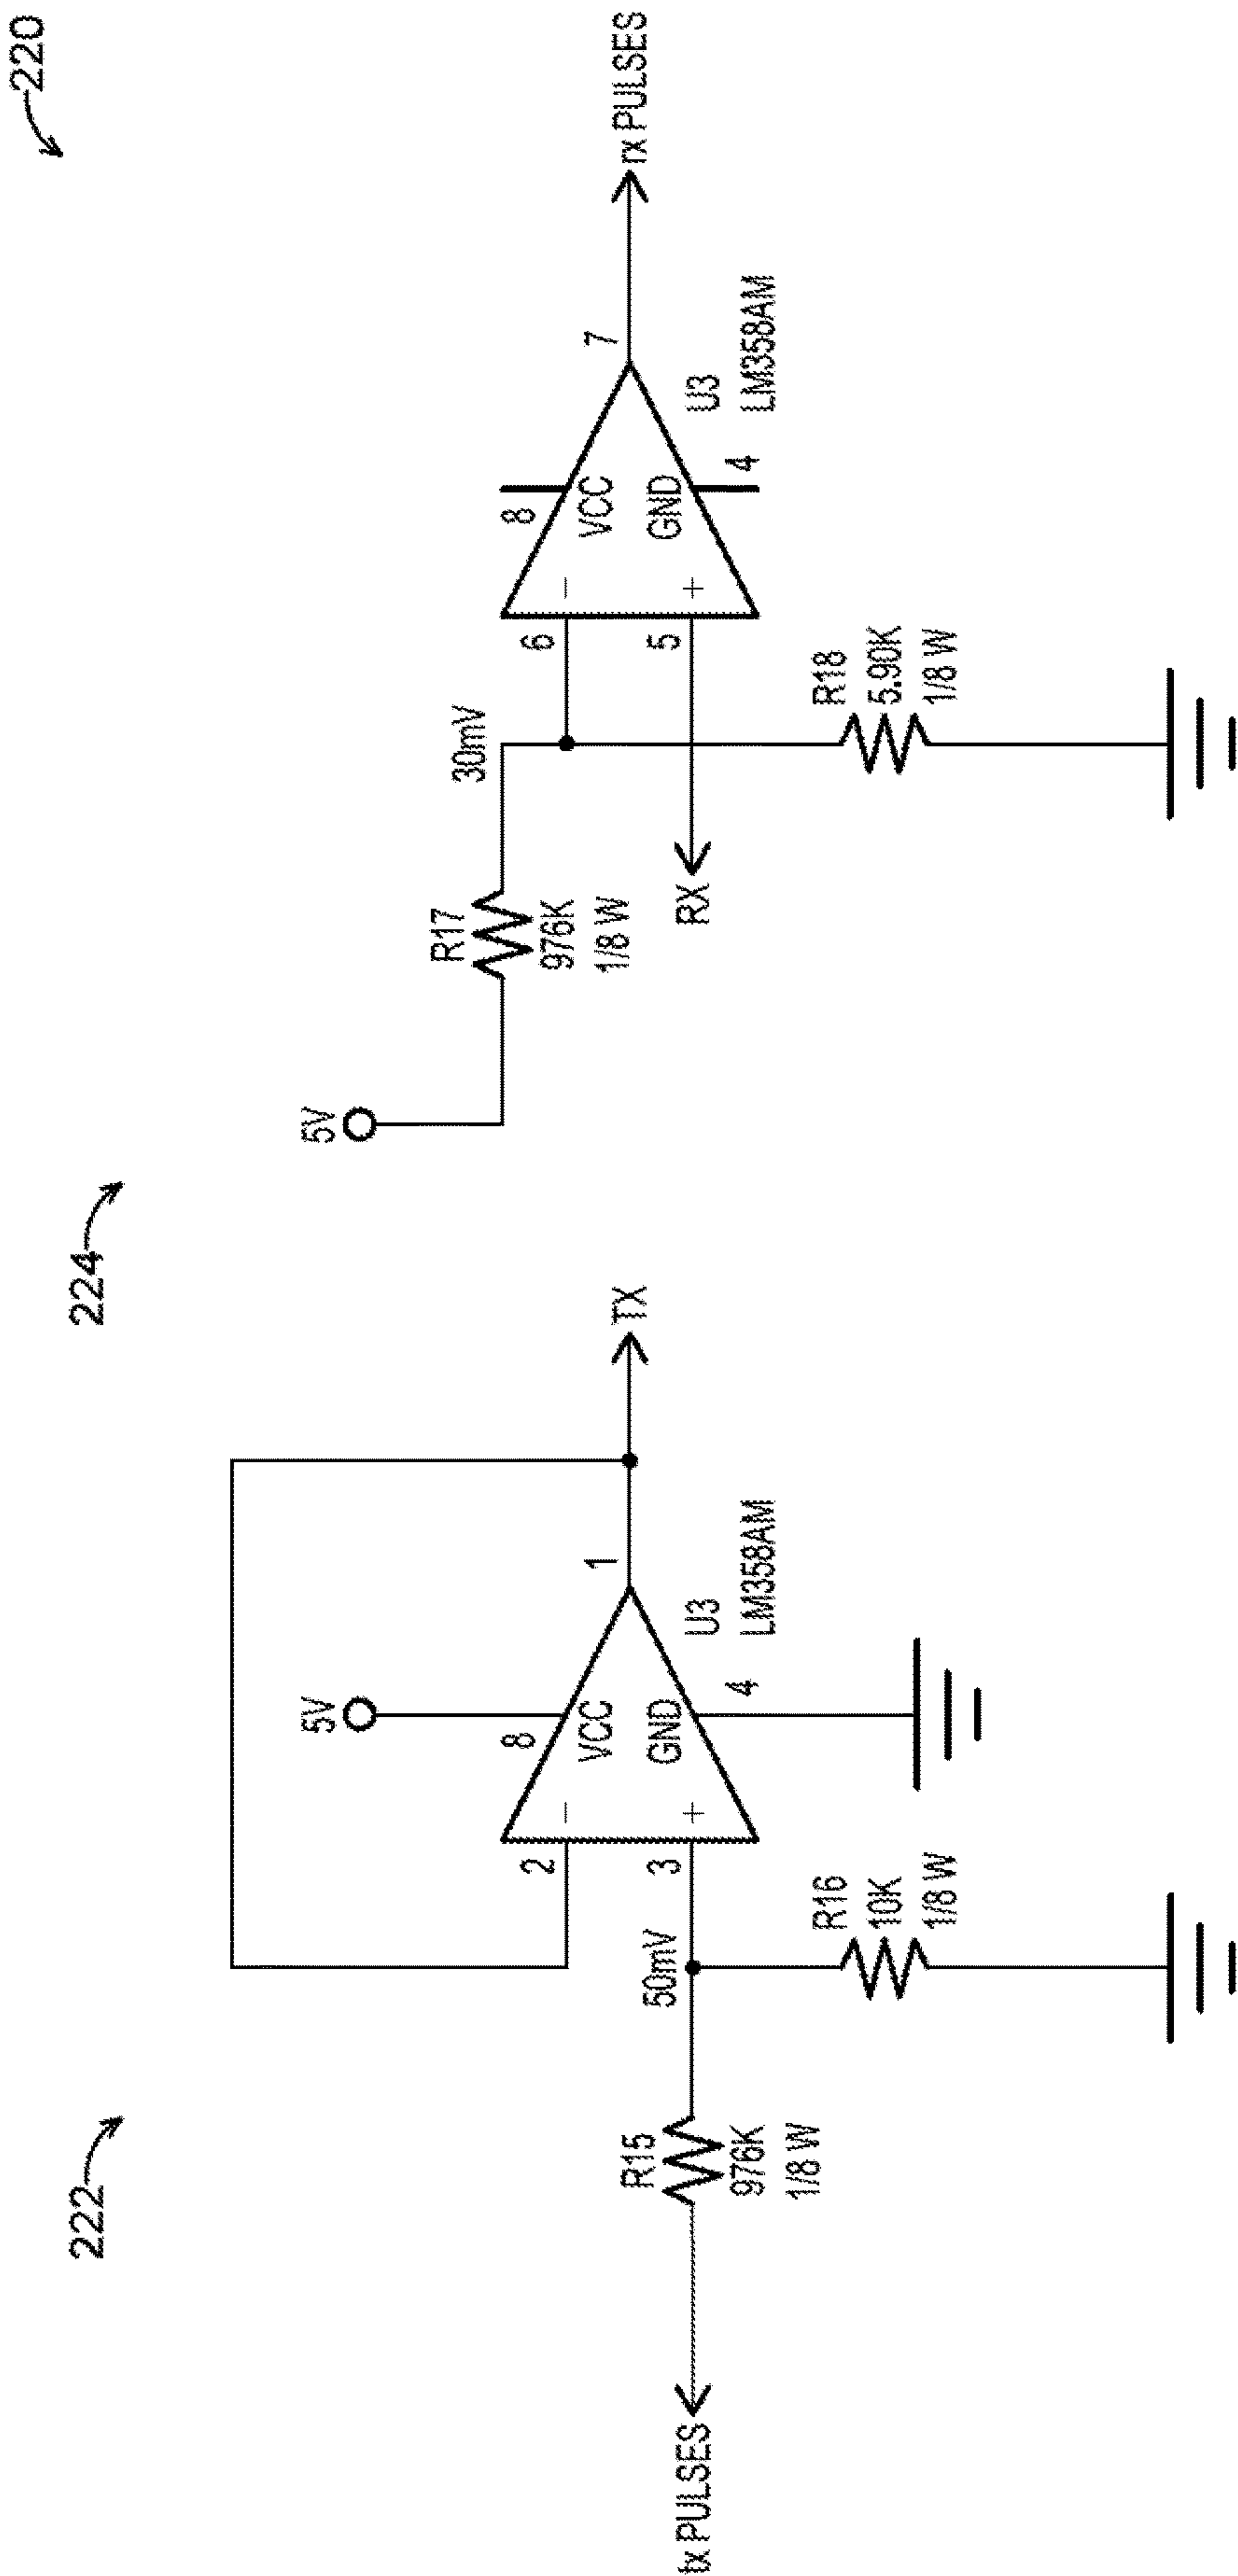 220
222
5V
8
VCC
2
−
1
TX
50mV
3
+
GND
4
U3
LM358AM
tx PULSES
R15
976K
1/8 W
R16
10K
1/8 W
224
5V
R17
976K
1/8 W
30mV
8
VCC
6
−
7
rx PULSES
5
+
GND
4
U3
LM358AM
RX
R18
5.90K
1/8 W